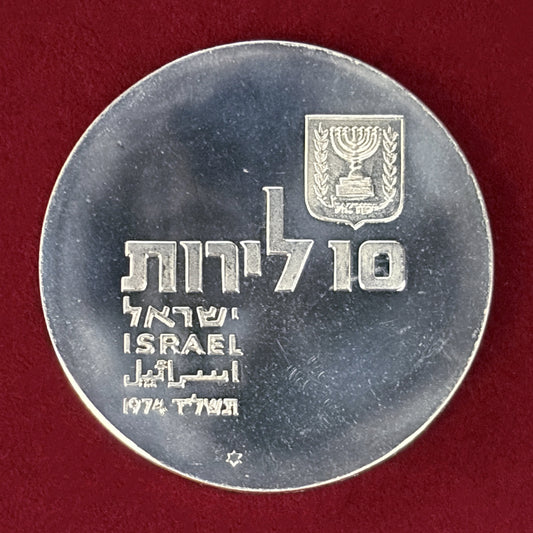 ישראל
10 לירות
ישראל
ISRAEL
اسرائيل
1974 תשל"ד